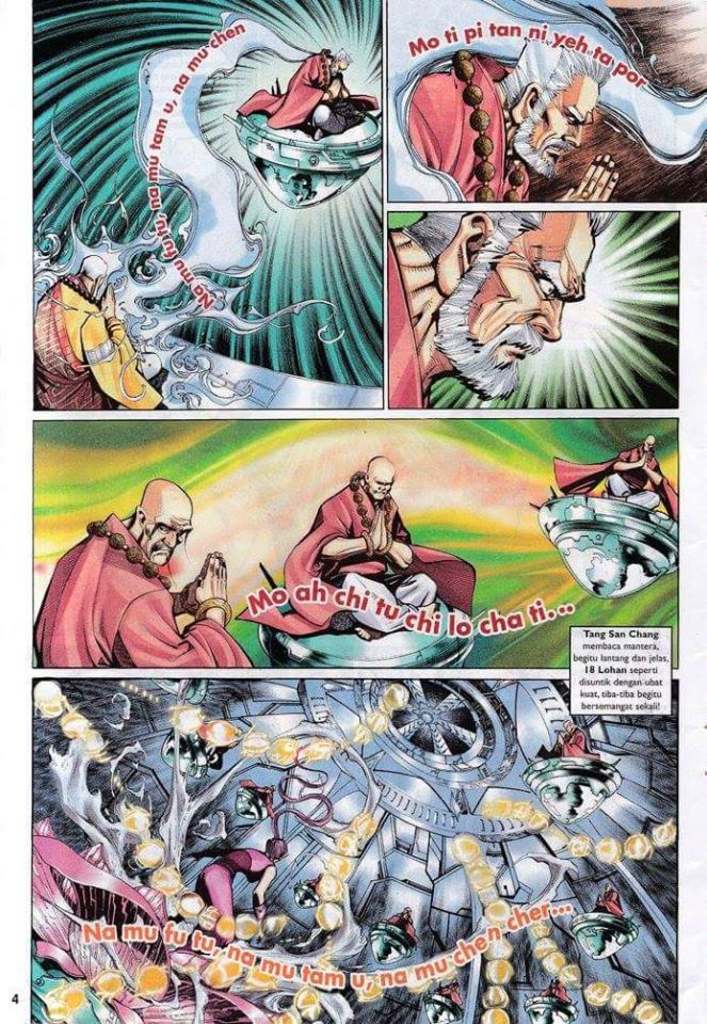 Na mu fu tu, na mu tam u, na mu chen
Mo ti pi tan ni yeh ta por
Mo ah chi tu chi lo cha ti...
Tang San Chang
membaca mantera,
begitu lantang dan jelas.
18 Lohan seperti
disuntik dengan ubat
kuat, tiba-tiba begitu
bersemangat sekali!
Na mu fu tu, na mu tam u, na mu chen cher...
4